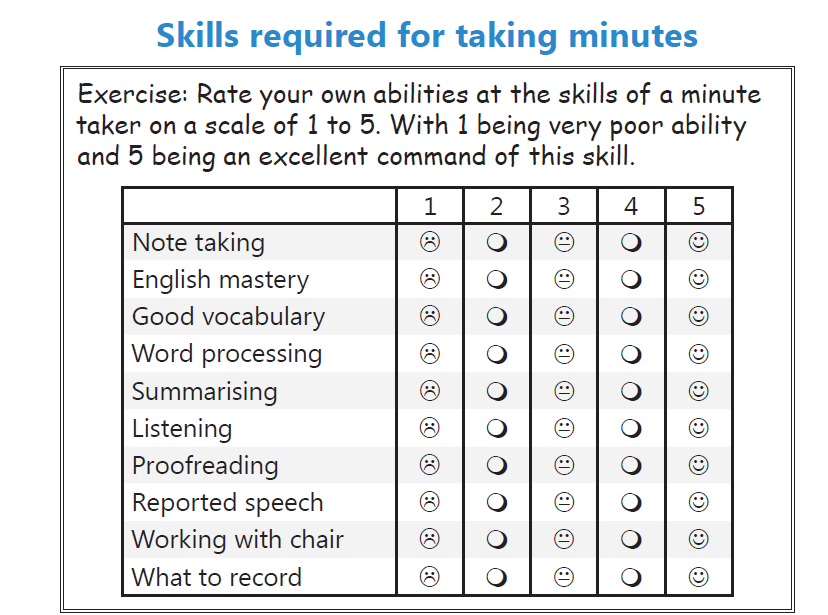 Skills required for taking minutes
Exercise: Rate your own abilities at the skills of a minute
taker on a scale of 1 to 5. With 1 being very poor ability
and 5 being an excellent command of this skill.
1 2 3 4 5
Note taking
English mastery
Good vocabulary
Word processing
Summarising
Listening
Proofreading
Reported speech
Working with chair
What to record